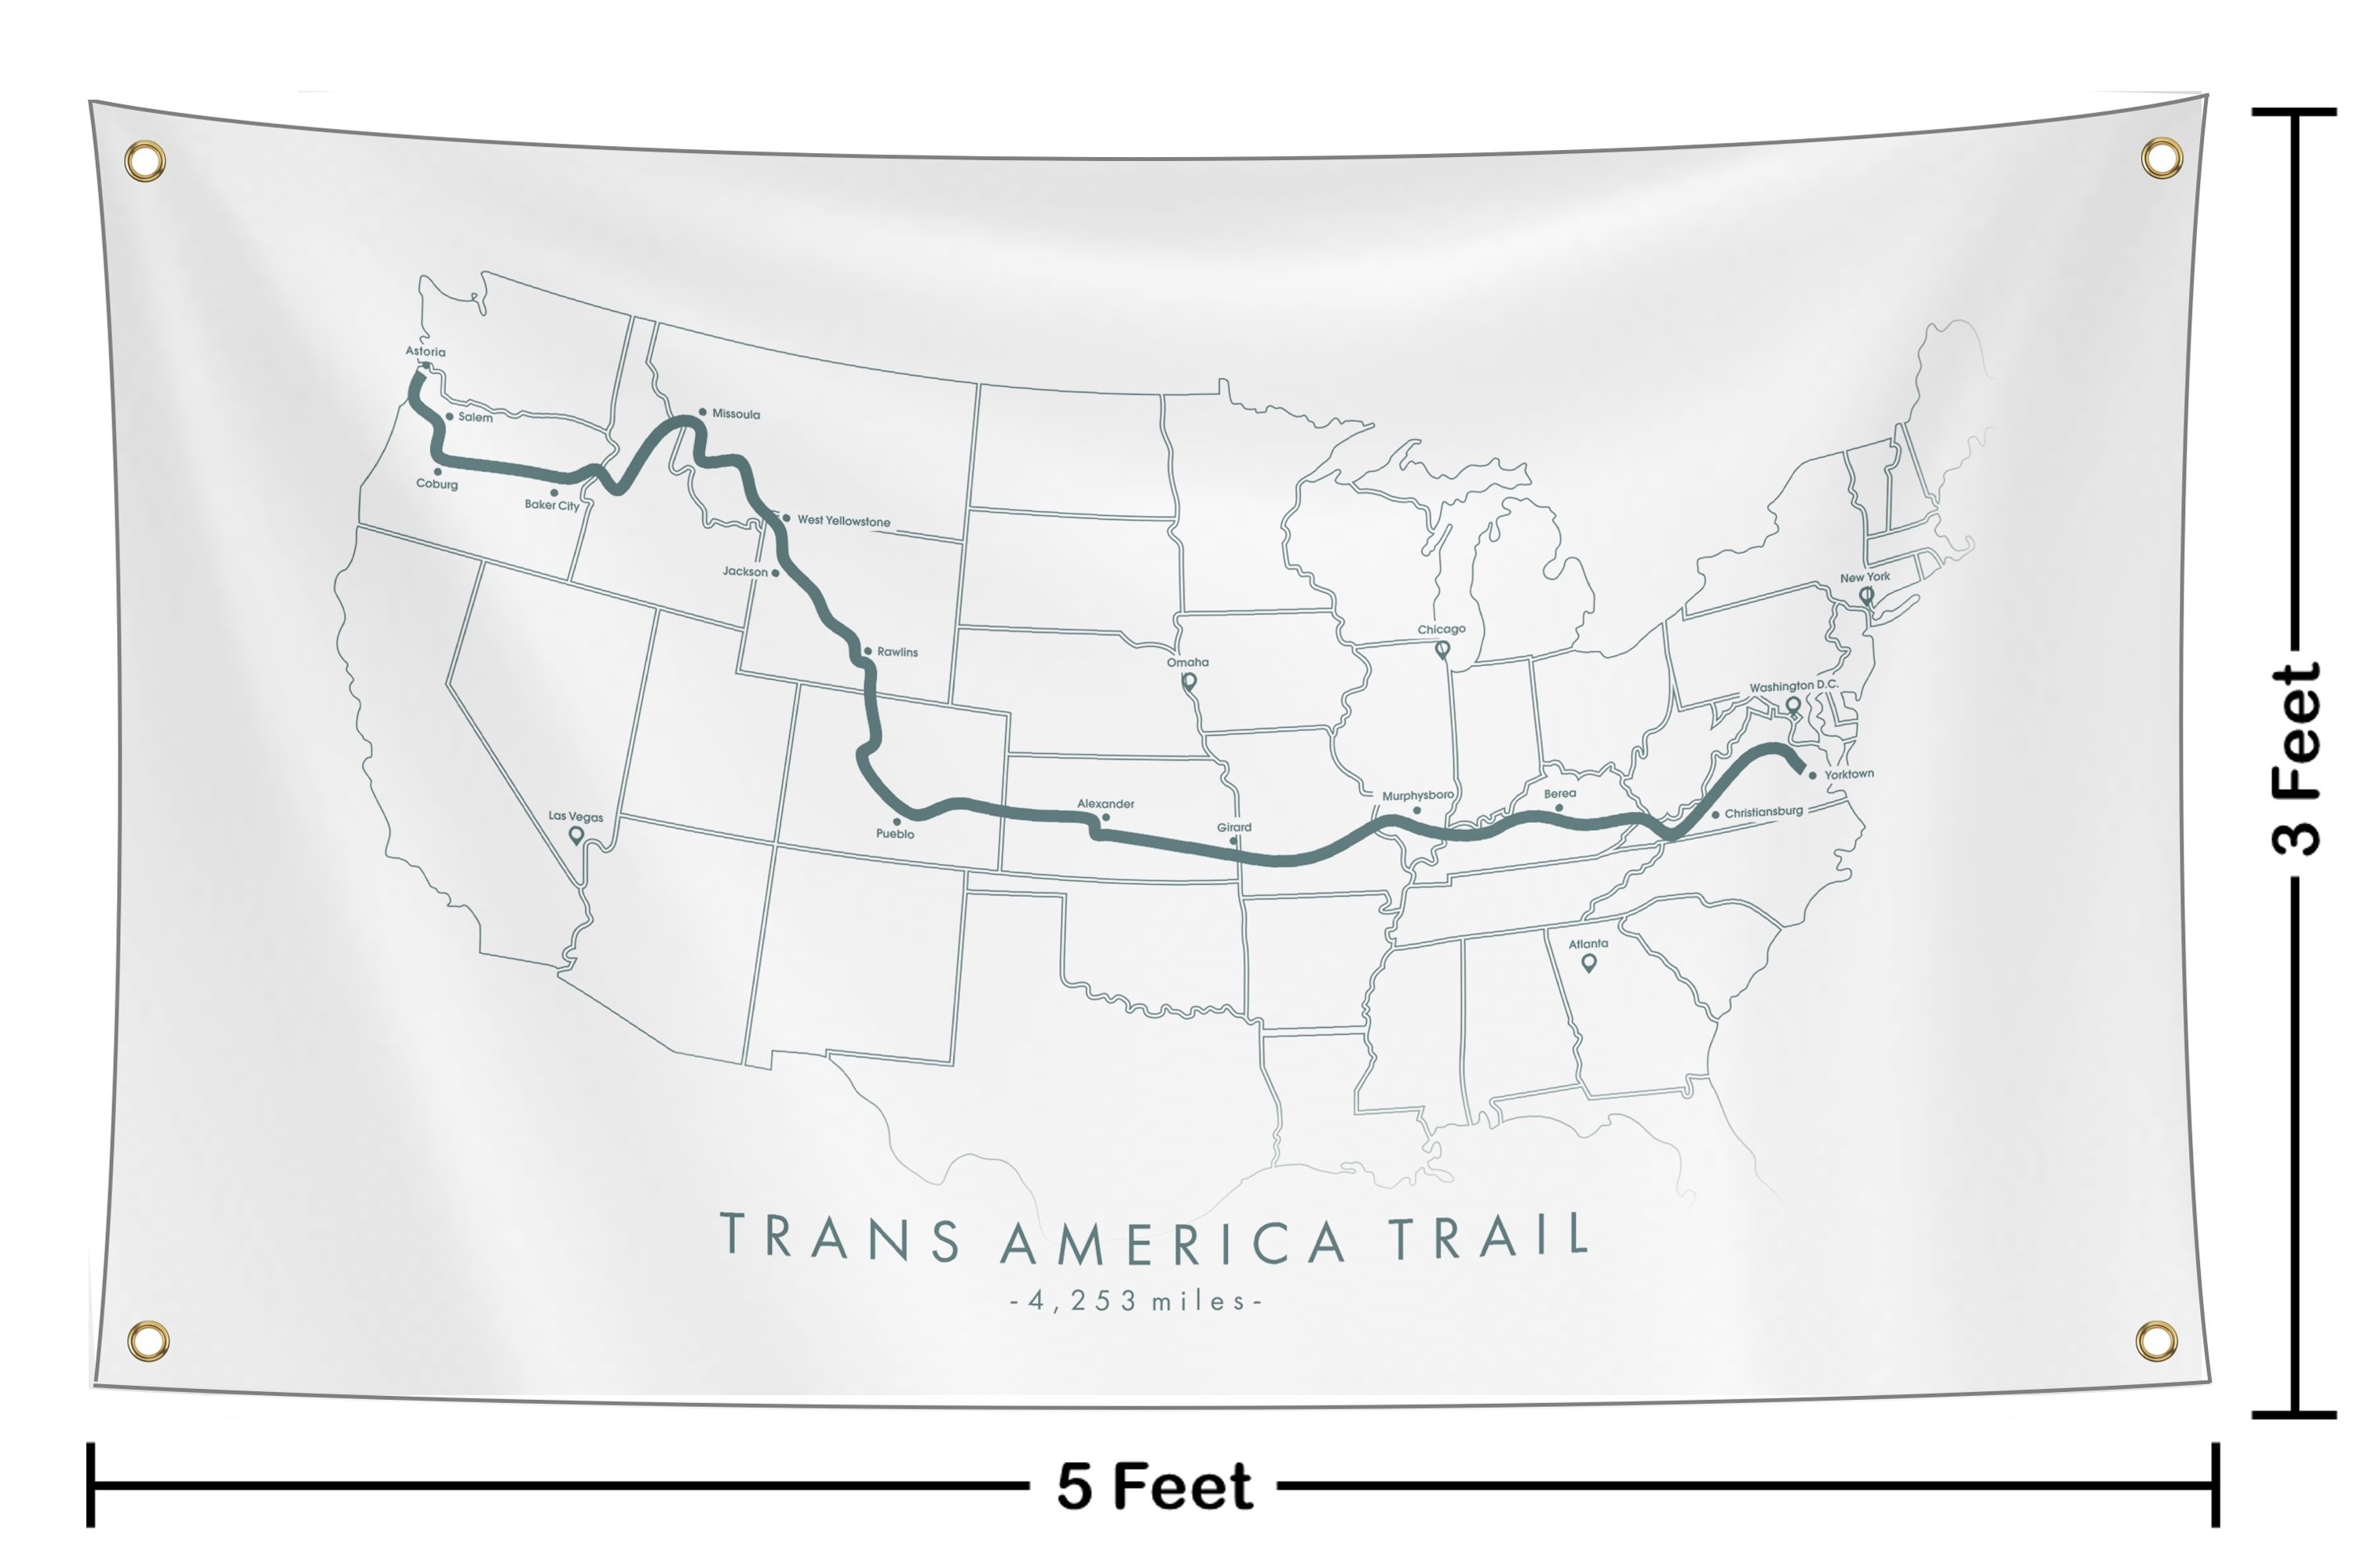 Astoria
Missoula
Salem
Coburg
Baker City
West Yellowstone
Jackson
New York
Chicago
Rawlins
Omaha
Washington D.C.
Yorktown
Murphysboro
Berea
Alexander
Christiansburg
Las Vegas
Girard
Pueblo
Atlanta
TRANS AMERICA TRAIL
-4,253 miles-
5 Feet
3 Feet